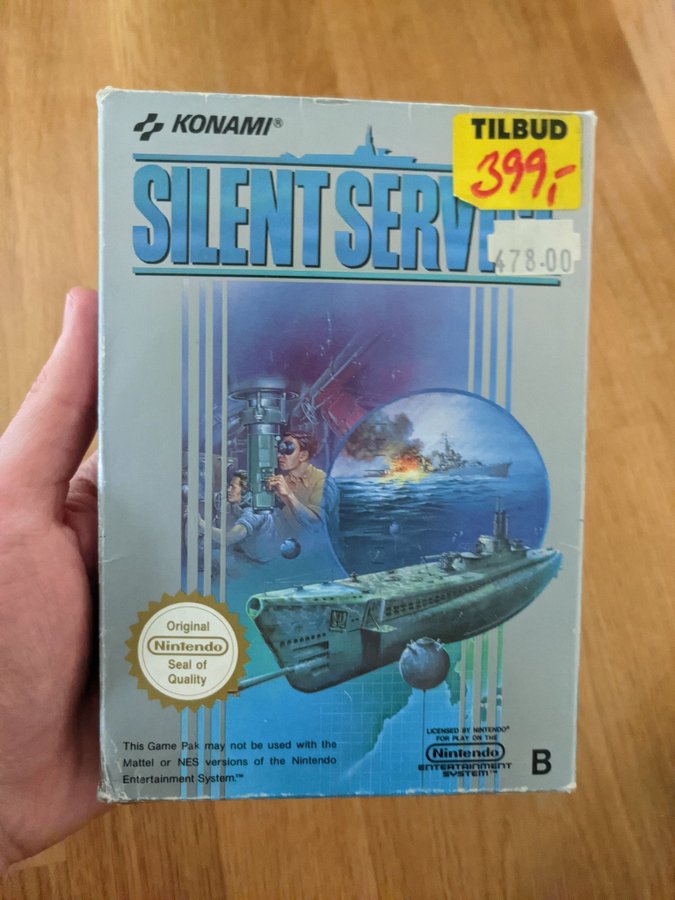 KONAMI®
TILBUD
399,-
SILENT SERV
478-00
Original
Nintendo
Seal of
Quality
This Game Pak may not be used with the
Mattel or NES versions of the Nintendo
Entertainment System.™
LICENSED BY NINTENDO®
FOR PLAY ON THE
Nintendo
ENTERTAINMENT
SYSTEM™
B